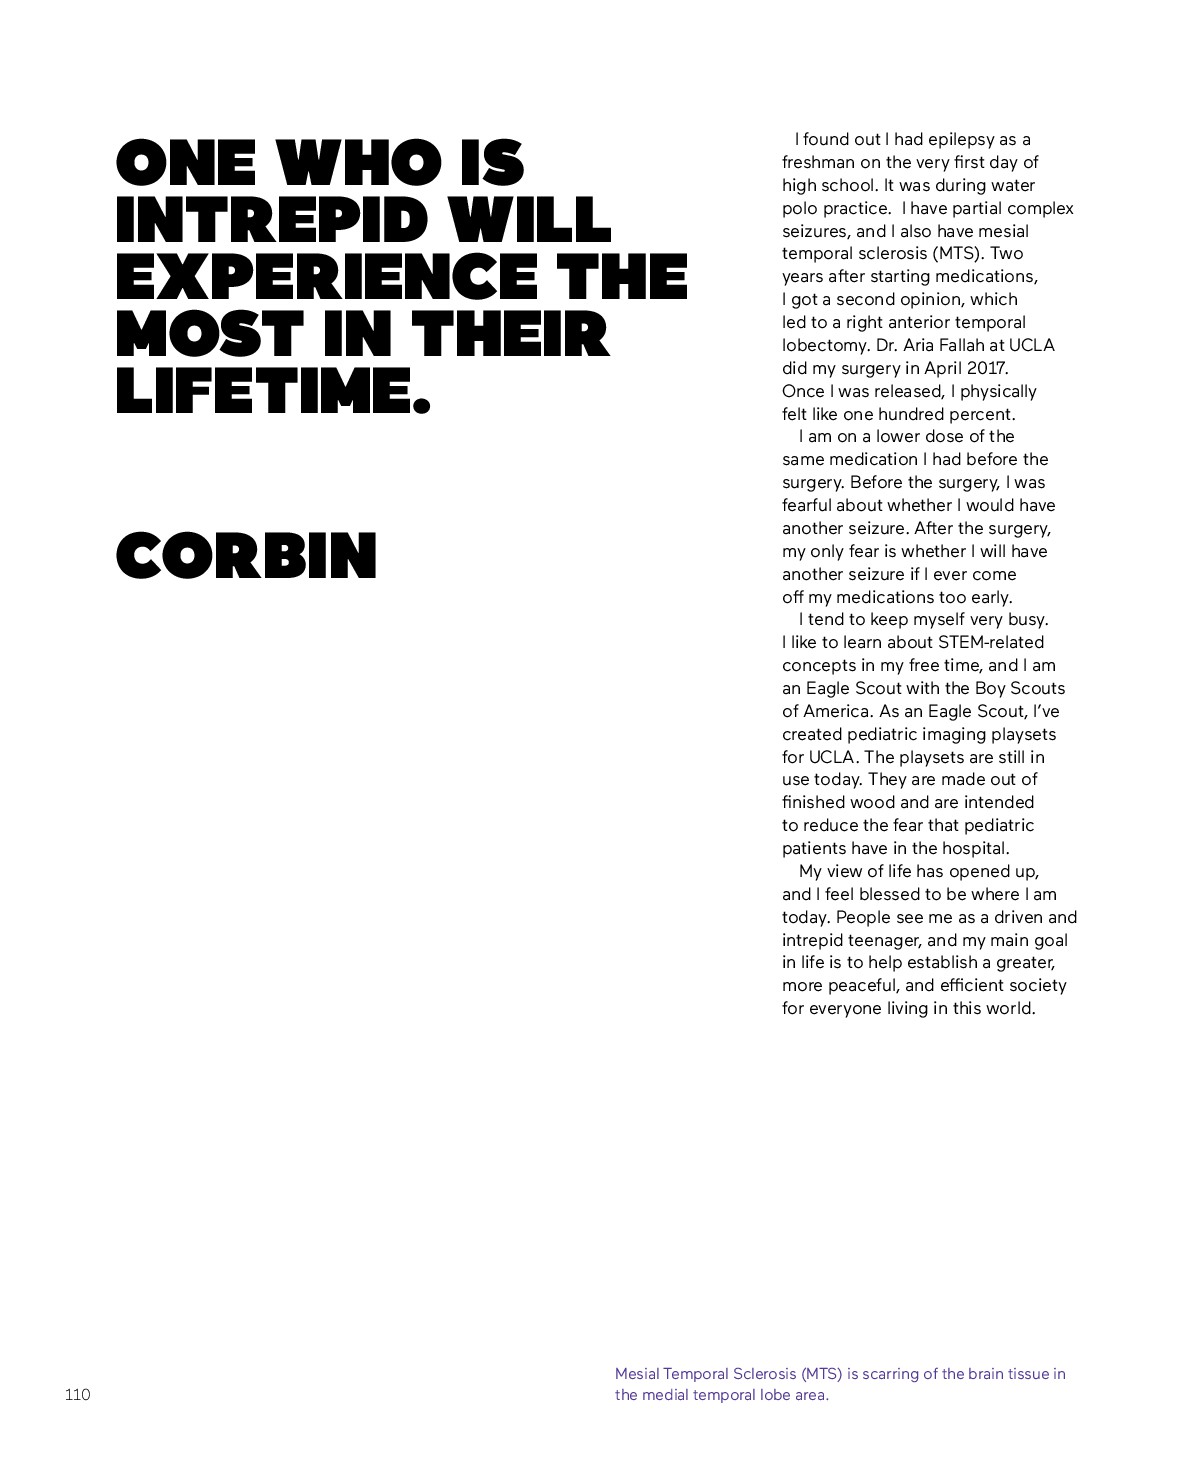 ONE WHO IS
INTREPID WILL
EXPERIENCE THE
MOST IN THEIR
LIFETIME.
CORBIN
I found out I had epilepsy as a
freshman on the very first day of
high school. It was during water
polo practice.  I have partial complex
seizures, and I also have mesial
temporal sclerosis (MTS). Two
years after starting medications,
I got a second opinion, which
led to a right anterior temporal
lobectomy. Dr. Aria Fallah at UCLA
did my surgery in April 2017.
Once I was released, I physically
felt like one hundred percent.
I am on a lower dose of the
same medication I had before the
surgery. Before the surgery, I was
fearful about whether I would have
another seizure. After the surgery,
my only fear is whether I will have
another seizure if I ever come
off my medications too early.
I tend to keep myself very busy.
I like to learn about STEM-related
concepts in my free time, and I am
an Eagle Scout with the Boy Scouts
of America. As an Eagle Scout, I’ve
created pediatric imaging playsets
for UCLA. The playsets are still in
use today. They are made out of
finished wood and are intended
to reduce the fear that pediatric
patients have in the hospital.
My view of life has opened up,
and I feel blessed to be where I am
today. People see me as a driven and
intrepid teenager, and my main goal
in life is to help establish a greater,
more peaceful, and efficient society
for everyone living in this world.
Mesial Temporal Sclerosis (MTS) is scarring of the brain tissue in
the medial temporal lobe area.
110